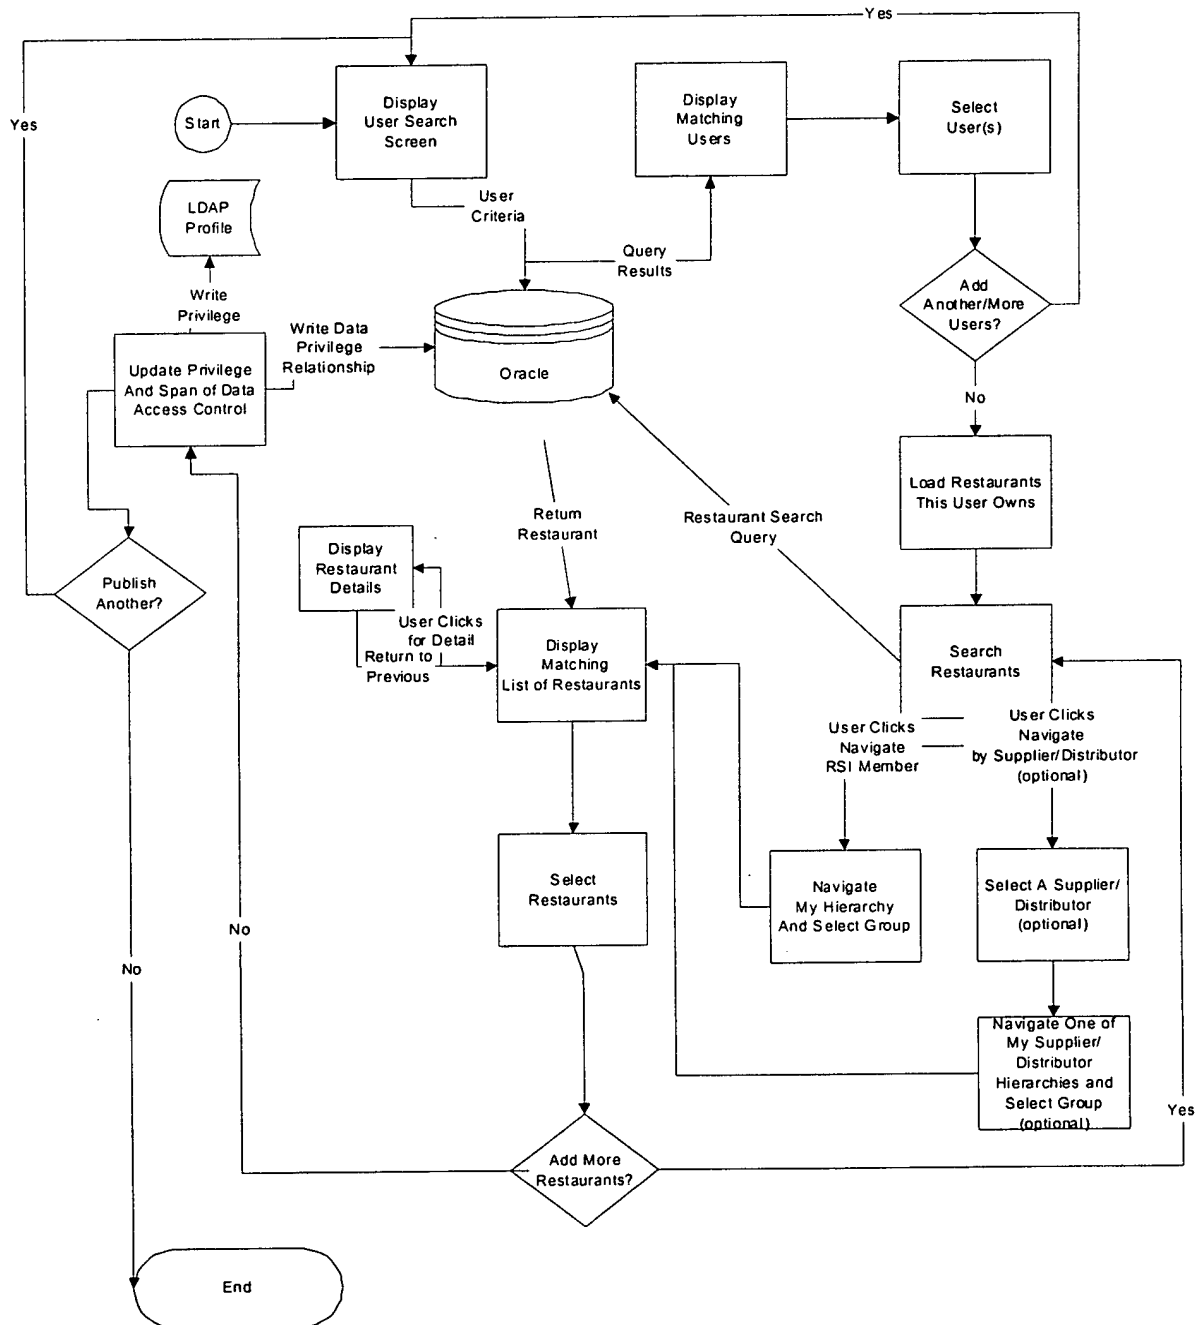 Yes
Yes
Start
Display
User Search
Screen
Display
Matching
Users
Select
User(s)
LDAP
Profile
User
Criteria
Query
Results
Add
Another/More
Users?
Write
Privilege
Write Data
Privilege
Relationship
Oracle
Update Privilege
And Span of Data
Access Control
No
Load Restaurants
This User Owns
Return
Restaurant
Restaurant Search
Query
Display
Restaurant
Details
Publish
Another?
User Clicks
for Detail
Return to
Previous
Display
Matching
List of Restaurants
Search
Restaurants
User Clicks
Navigate
RSI Member
User Clicks
Navigate
by Supplier/Distributor
(optional)
Select
Restaurants
Navigate
My Hierarchy
And Select Group
Select A Supplier/
Distributor
(optional)
No
No
Navigate One of
My Supplier/
Distributor
Hierarchies and
Select Group
(optional)
Yes
Add More
Restaurants?
End